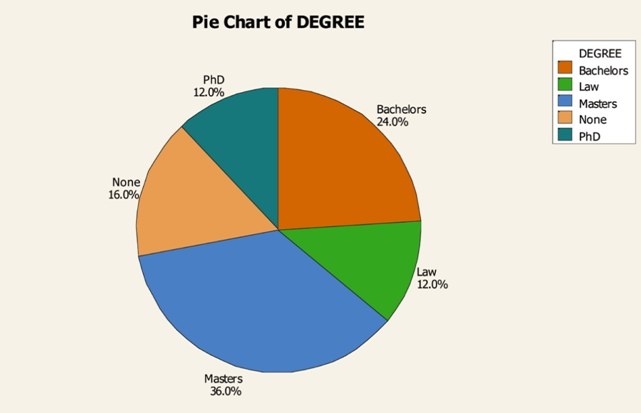 Pie Chart of DEGREE
PhD
12.0%
Bachelors
24.0%
None
16.0%
Law
12.0%
Masters
36.0%
DEGREE
Bachelors
Law
Masters
None
PhD